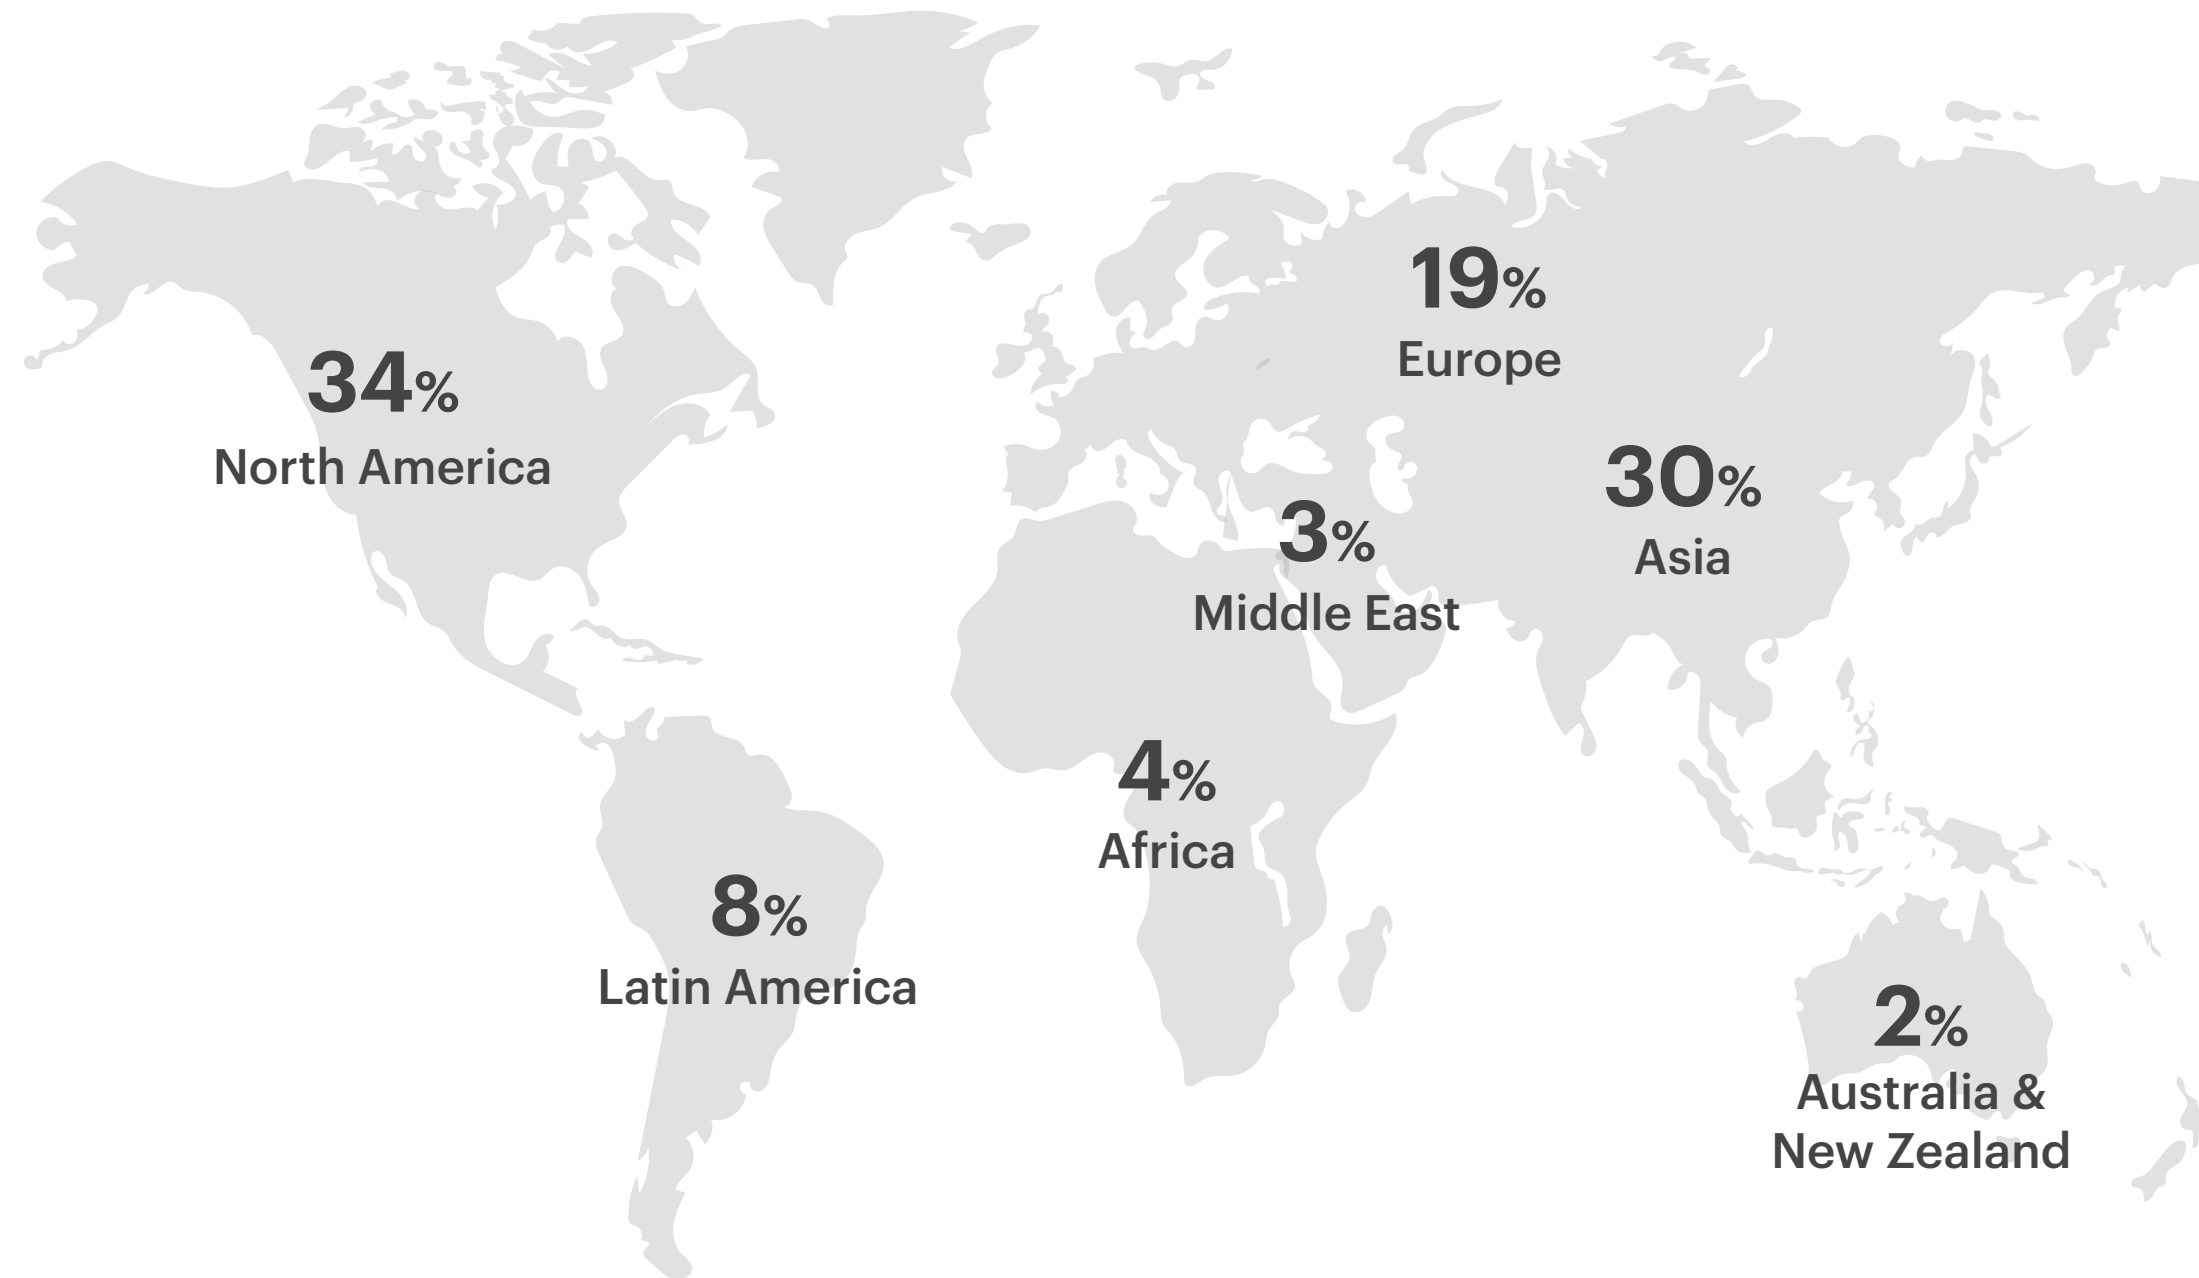 19%
Europe
34%
North America
30%
Asia
3%
Middle East
4%
Africa
8%
Latin America
2%
Australia &
New Zealand